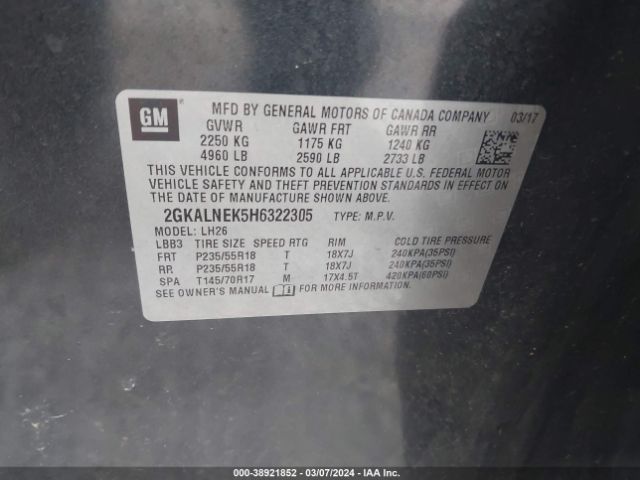 GM
MFD BY GENERAL MOTORS OF CANADA COMPANY 03/17
GVWR GAWR FRT GAWR RR
2250 KG 1175 KG 1240 KG
4960 LB 2590 LB 2733 LB
THIS VEHICLE CONFORMS TO ALL APPLICABLE U.S. FEDERAL MOTOR
VEHICLE SAFETY AND THEFT PREVENTION STANDARDS IN EFFECT ON
THE DATE OF MANUFACTURE SHOWN ABOVE.
2GKALNEK5H6322305 TYPE: M.P.V.
MODEL: LH26
LBB3 TIRE SIZE SPEED RTG RIM COLD TIRE PRESSURE
FRT P235/55R18 T 18X7J 240KPA(35PSI)
RR P235/55R18 T 18X7J 240KPA(35PSI)
SPA T145/70R17 M 17X4.5T 420KPA(60PSI)
SEE OWNER'S MANUAL FOR MORE INFORMATION.
000-38921852 — 03/07/2024 — IAA Inc.